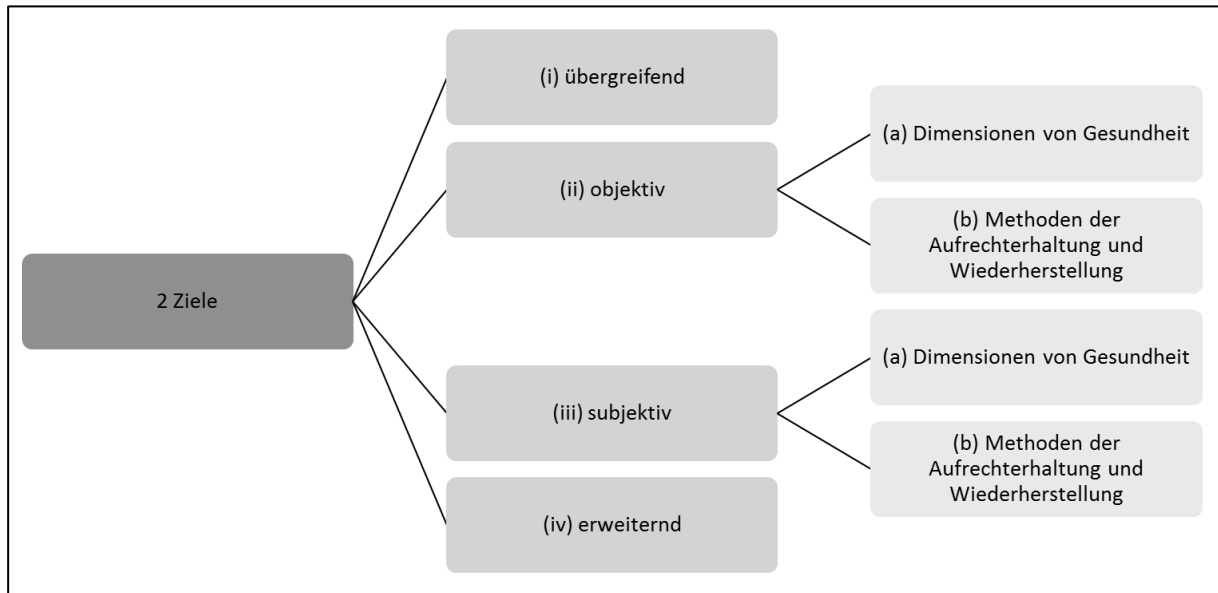 2 Ziele
(i) übergreifend
(ii) objektiv
(a) Dimensionen von Gesundheit
(b) Methoden der
Aufrechterhaltung und
Wiederherstellung
(iii) subjektiv
(a) Dimensionen von Gesundheit
(b) Methoden der
Aufrechterhaltung und
Wiederherstellung
(iv) erweiternd